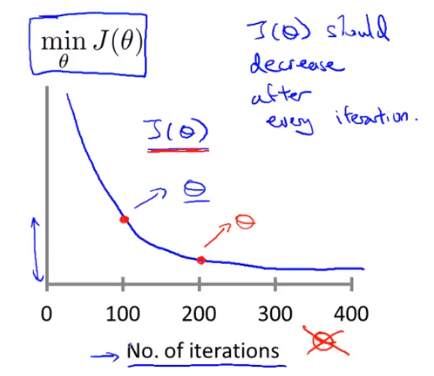 min J(θ)
θ
J(θ) should
decrease
after
every iteration.
J(θ)
θ
θ
0 100 200 300 400
No. of iterations
θ